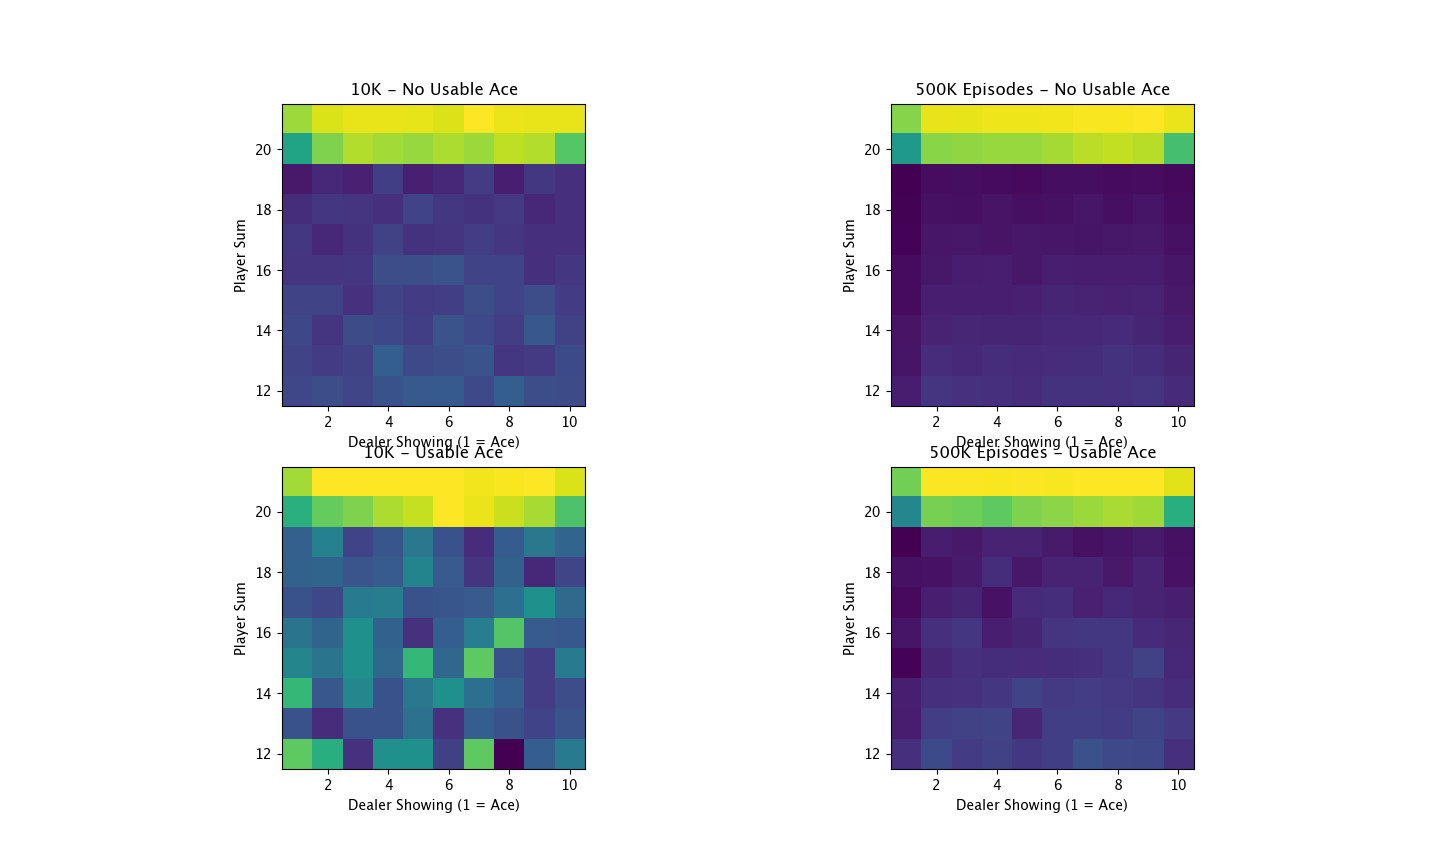 10K – No Usable Ace
Player Sum
20
18
16
14
12
2 4 6 8 10
Dealer Showing (1 = Ace)
500K Episodes – No Usable Ace
Player Sum
20
18
16
14
12
2 4 6 8 10
Dealer Showing (1 = Ace)
10K – Usable Ace
Player Sum
20
18
16
14
12
2 4 6 8 10
Dealer Showing (1 = Ace)
500K Episodes – Usable Ace
Player Sum
20
18
16
14
12
2 4 6 8 10
Dealer Showing (1 = Ace)